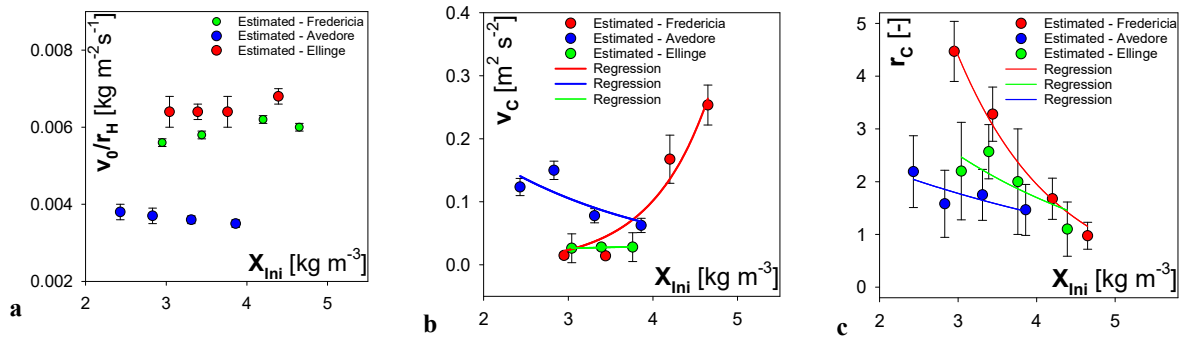 0.008
0.006
0.004
0.002
v0/rH [kg m-2 s-1]
Estimated - Fredericia
Estimated - Avedore
Estimated - Ellinge
XIni [kg m-3]
2 3 4 5
a
0.4
0.3
0.2
0.1
0.0
vC [m2 s-2]
Estimated - Fredericia
Estimated - Avedore
Estimated - Ellinge
Regression
Regression
Regression
XIni [kg m-3]
2 3 4 5
b
5
4
3
2
1
0
rC [-]
Estimated - Fredericia
Estimated - Avedore
Estimated - Ellinge
Regression
Regression
Regression
XIni [kg m-3]
2 3 4 5
c